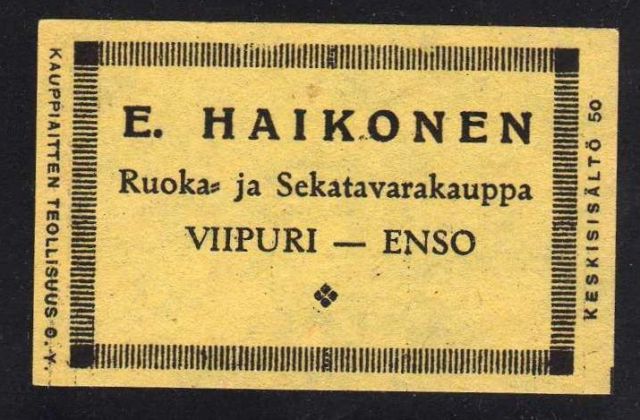 KAUPPIAITTEN TEOLLISUUS O.Y.
E. HAIKONEN
Ruoka= ja Sekatavarakauppa
VIIPURI — ENSO
KESKISISÄLTÖ 50